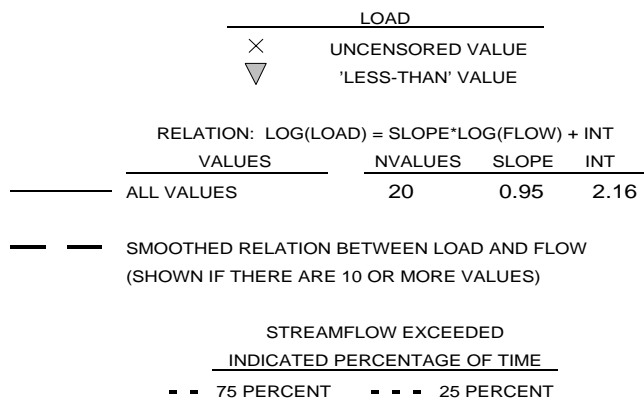 LOAD
UNCENSORED VALUE
'LESS-THAN' VALUE
RELATION: LOG(LOAD) = SLOPE*LOG(FLOW) + INT
VALUES NVALUES SLOPE INT
ALL VALUES 20 0.95 2.16
SMOOTHED RELATION BETWEEN LOAD AND FLOW
(SHOWN IF THERE ARE 10 OR MORE VALUES)
STREAMFLOW EXCEEDED
INDICATED PERCENTAGE OF TIME
75 PERCENT 25 PERCENT